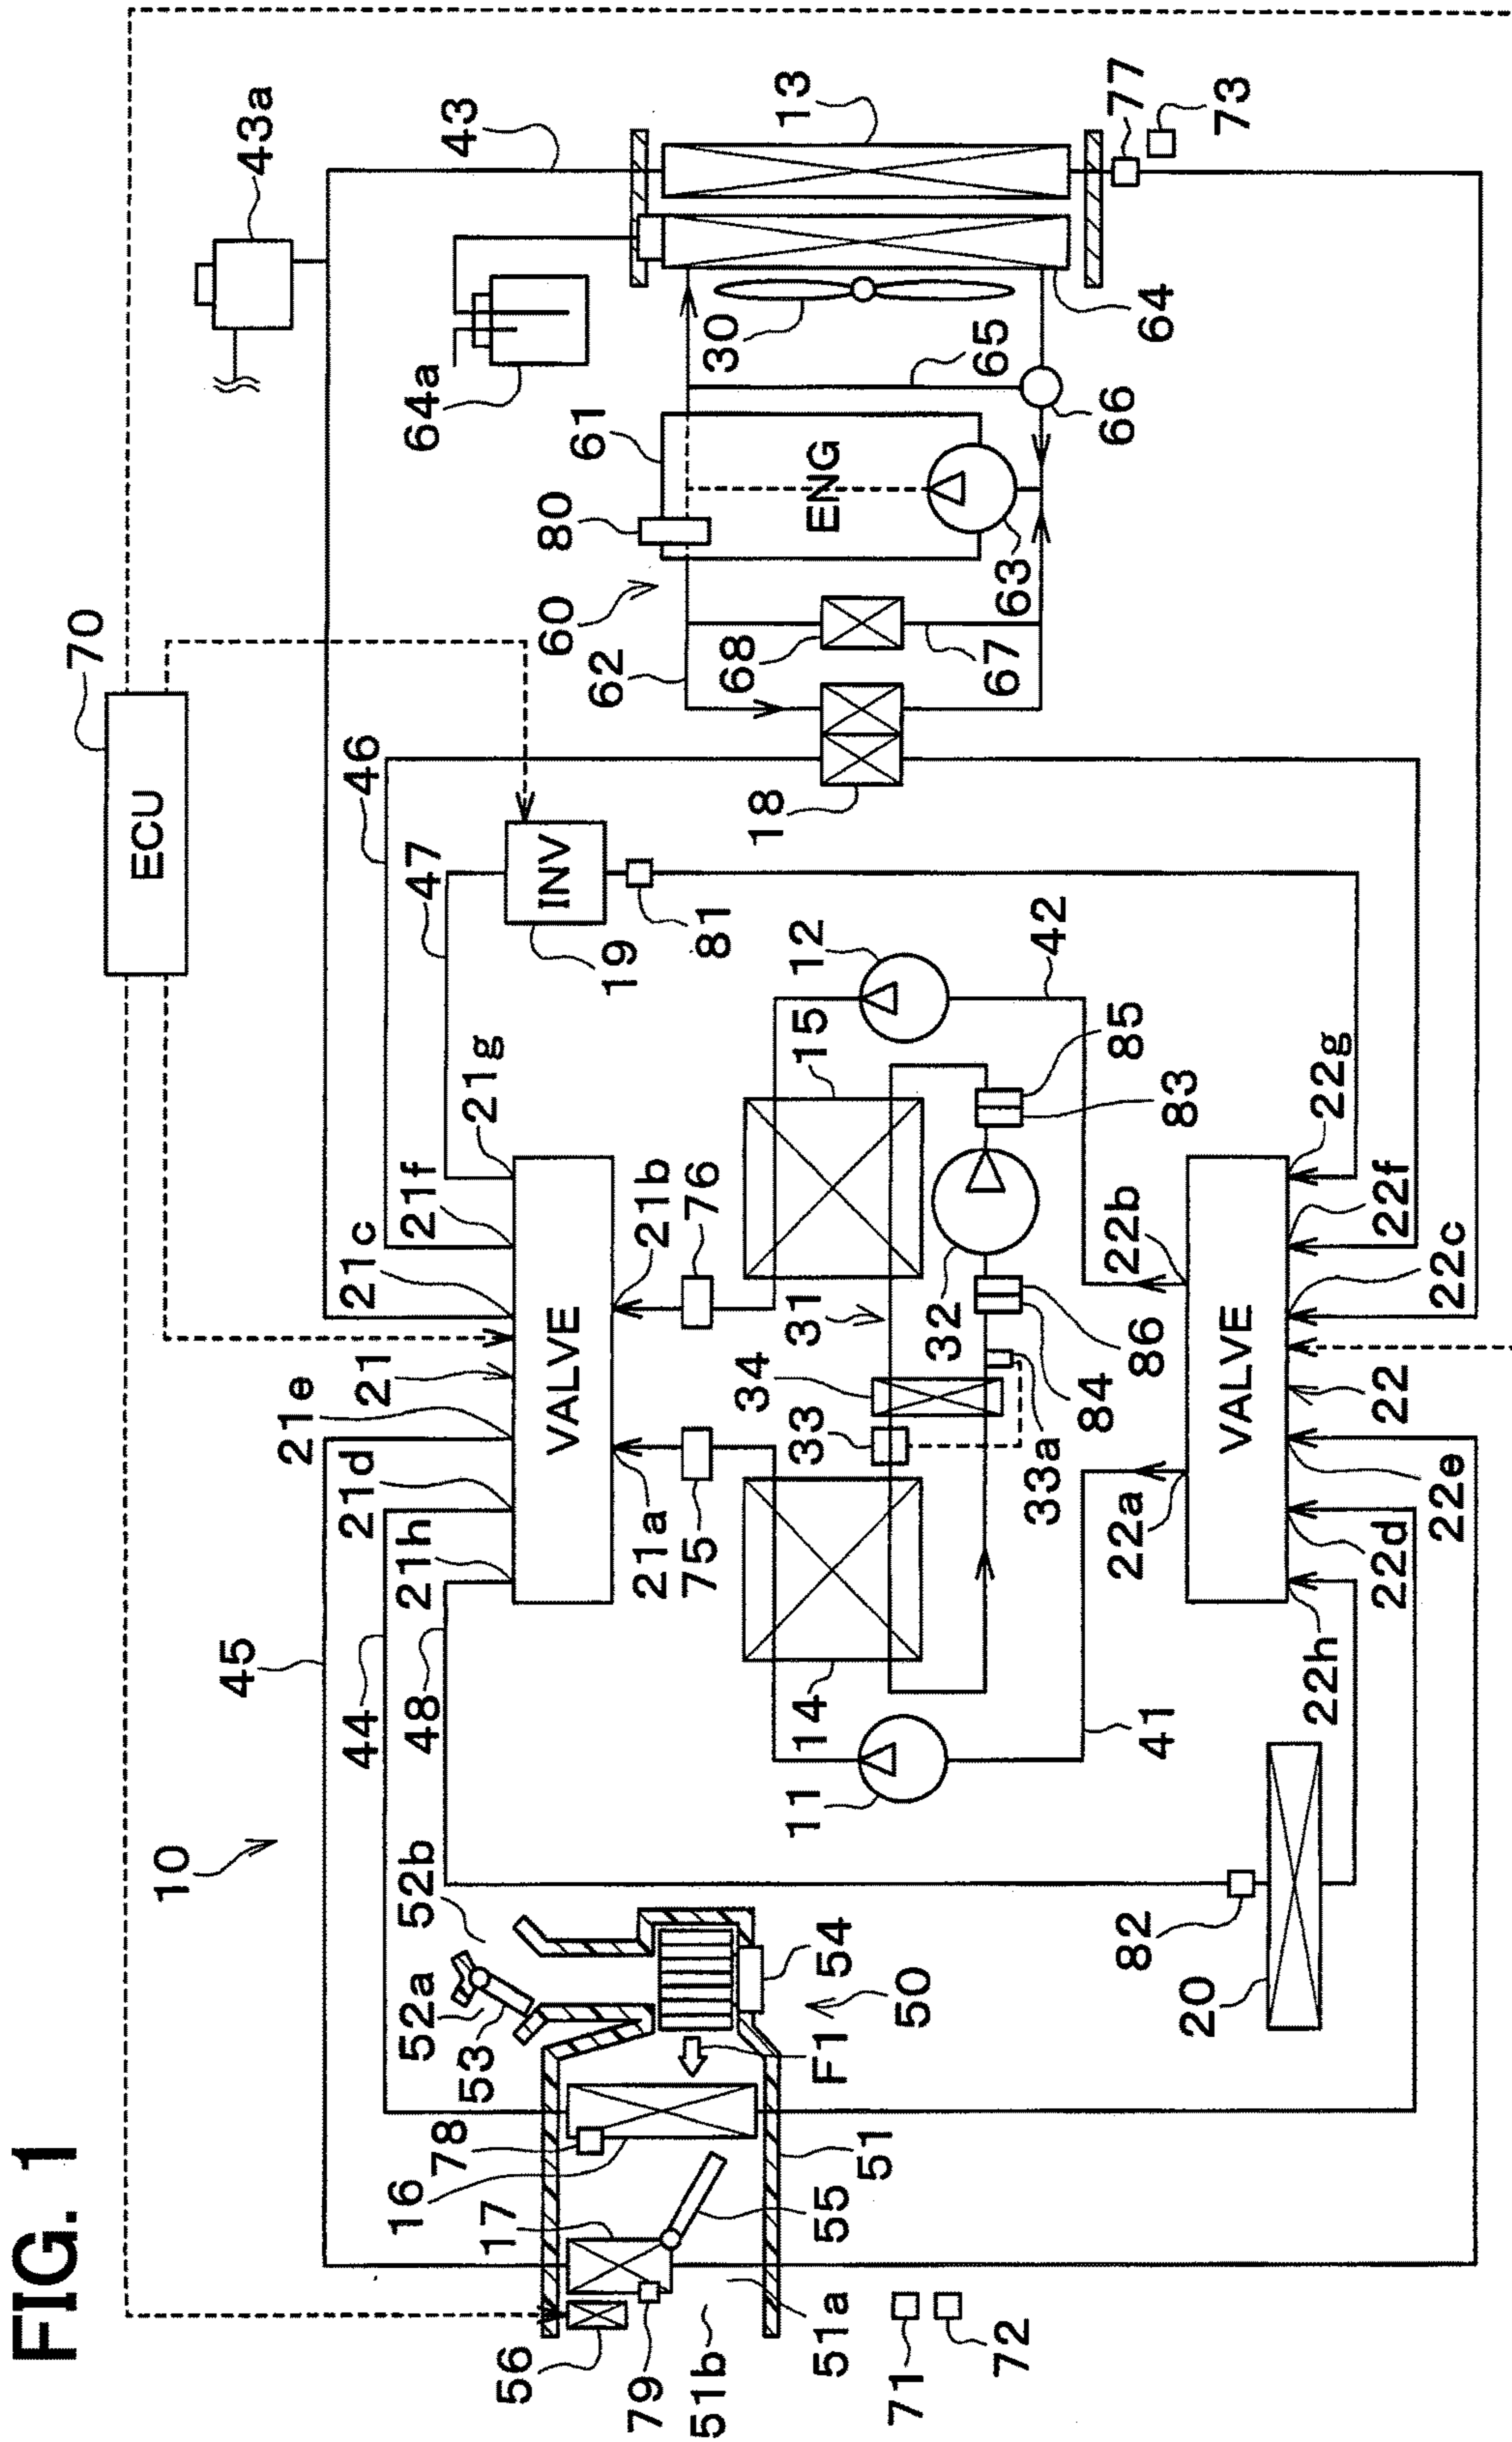 FIG. 1
70
ECU
43a
43
13
77
73
64a
30
65
64
66
61
80
ENG
60
63
62
68
67
46
18
47
INV
19
81
12
42
15
85
83
21g
21f
21c
21b
76
31
32
86
84
34
33
33a
22g
22f
22b
22c
VALVE
21
21e
21d
21h
21a
75
VALVE
22
22a
22e
22d
22h
45
44
48
14
11
41
10
52b
52a
53
54
50
F1
82
20
78
16
17
51
55
56
79
51b
51a
71
72